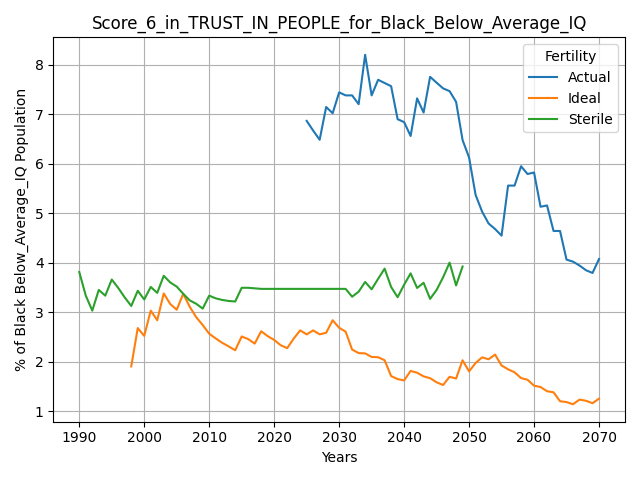 Score_6_in_TRUST_IN_PEOPLE_for_Black_Below_Average_IQ
% of Black Below_Average_IQ Population
8
7
6
5
4
3
2
1
Fertility
Actual
Ideal
Sterile
1990 2000 2010 2020 2030 2040 2050 2060 2070
Years